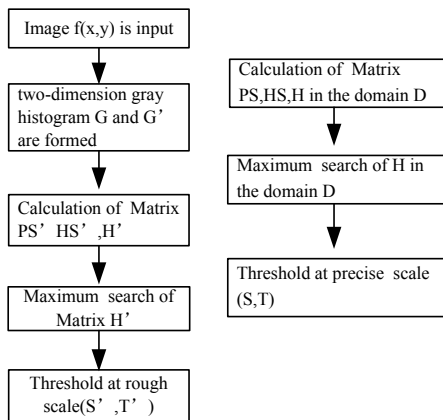 Image f(x,y) is input
two-dimension gray
histogram G and G’
are formed
Calculation of Matrix
PS’ HS’ ,H’
Maximum search of
Matrix H’
Threshold at rough
scale(S’ ,T’ )
Calculation of Matrix
PS,HS,H in the domain D
Maximum search of H in
the domain D
Threshold at precise scale
(S,T)